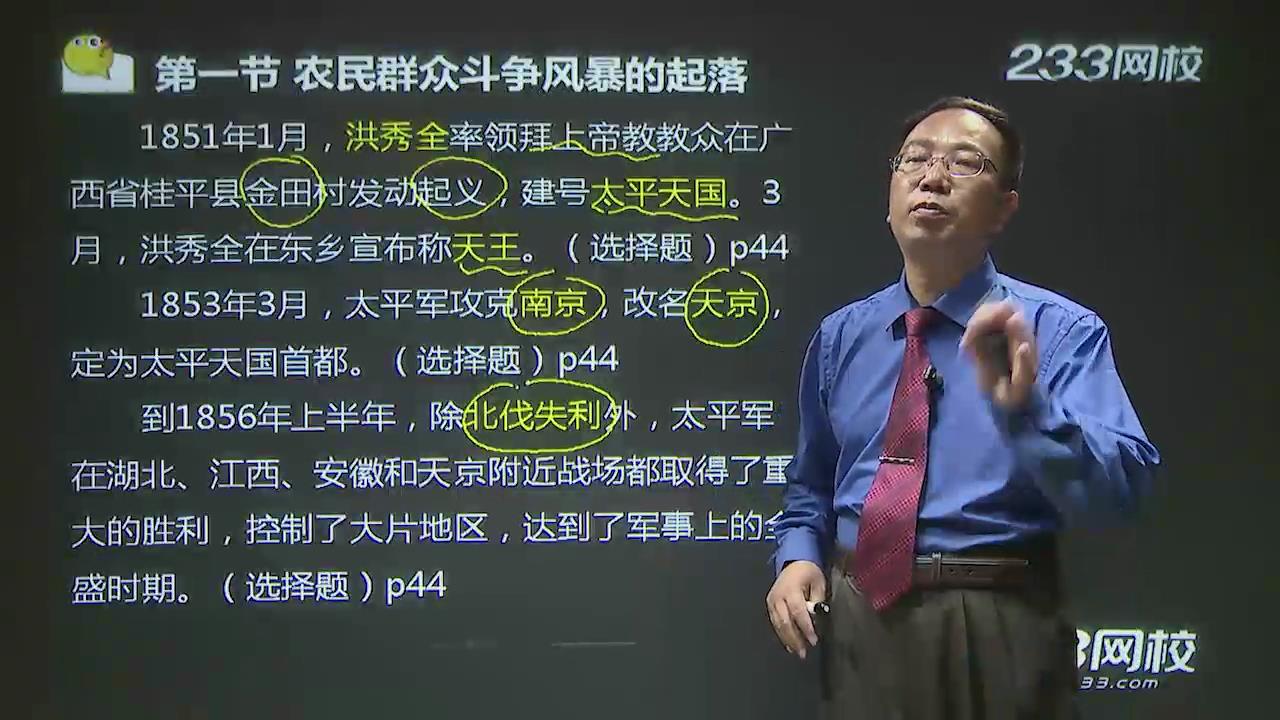 第一节 农民群众斗争风暴的起落
233网校
1851年1月，洪秀全率领拜上帝教教众在广
西省桂平县金田村发动起义，建号太平天国。3
月，洪秀全在东乡宣布称天王。（选择题）p44
1853年3月，太平军攻克南京，改名天京，
定为太平天国首都。（选择题）p44
到1856年上半年，除北伐失利外，太平军
在湖北、江西、安徽和天京附近战场都取得了重
大的胜利，控制了大片地区，达到了军事上的全
盛时期。（选择题）p44
3网校
33.com